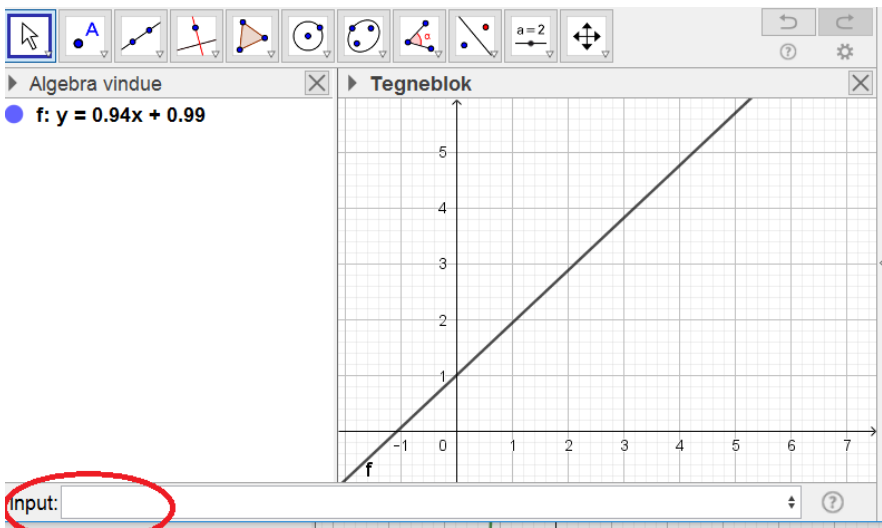 A
α
a = 2
Algebra vindue
Tegneblok
f: y = 0.94x + 0.99
5
4
3
2
1
-1 0 1 2 3 4 5 6 7
f
Input: